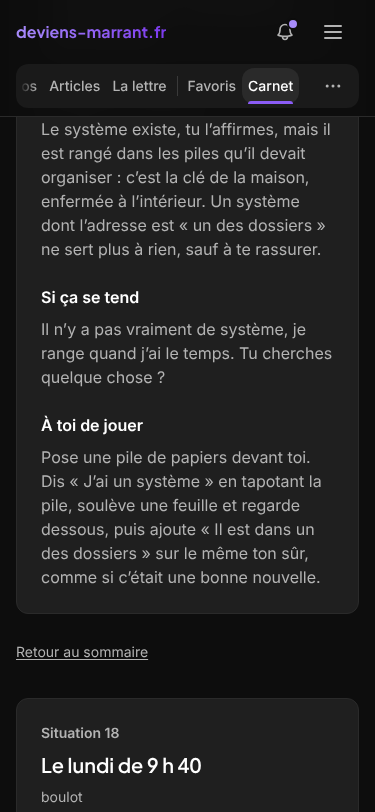 deviens-marrant.fr
os Articles La lettre Favoris Carnet
Le système existe, tu l’affirmes, mais il
est rangé dans les piles qu’il devait
organiser : c’est la clé de la maison,
enfermée à l’intérieur. Un système
dont l’adresse est « un des dossiers »
ne sert plus à rien, sauf à te rassurer.
Si ça se tend
Il n’y a pas vraiment de système, je
range quand j’ai le temps. Tu cherches
quelque chose ?
À toi de jouer
Pose une pile de papiers devant toi.
Dis « J’ai un système » en tapotant la
pile, soulève une feuille et regarde
dessous, puis ajoute « Il est dans un
des dossiers » sur le même ton sûr,
comme si c’était une bonne nouvelle.
Retour au sommaire
Situation 18
Le lundi de 9 h 40
boulot